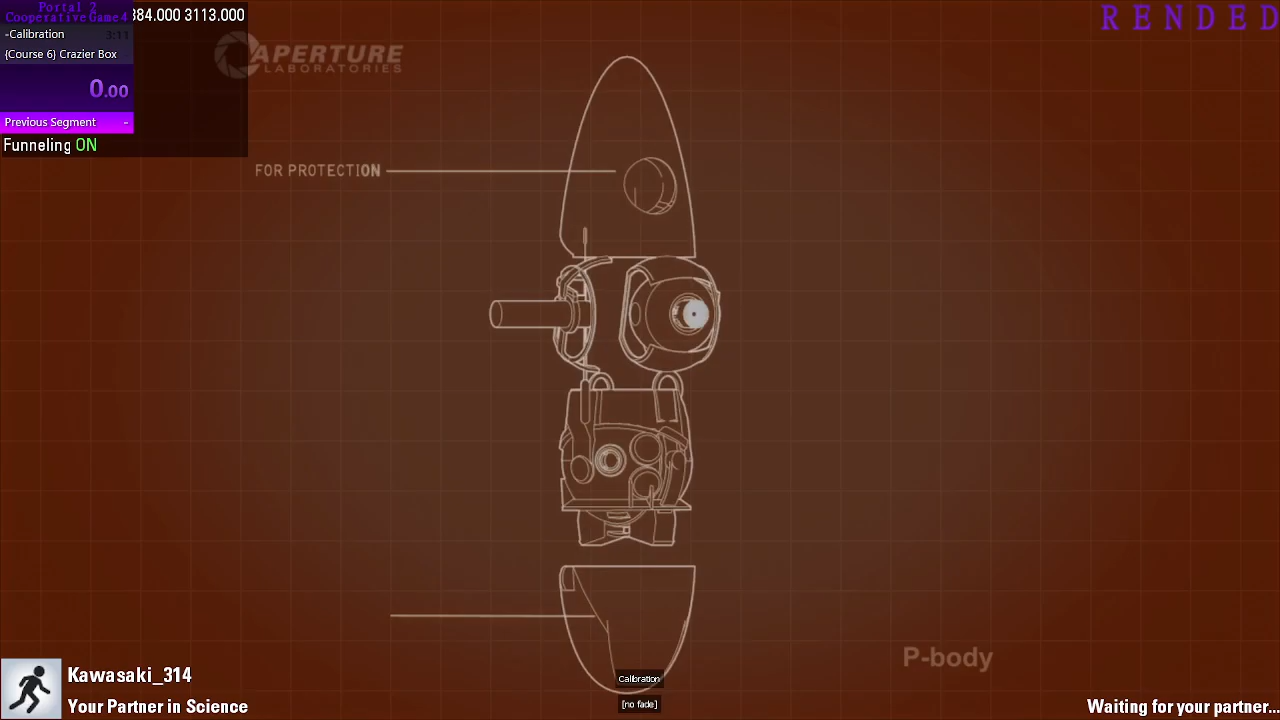 Portal 2
Cooperative Game 4
384.000 3113.000
-Calibration 3:11
{Course 6} Crazier Box
0.00
Previous Segment -
Funneling ON
RENDED
APERTURE
LABORATORIES
FOR PROTECTION
P-body
Calibration
[no fade]
Kawasaki_314
Your Partner in Science
Waiting for your partner...